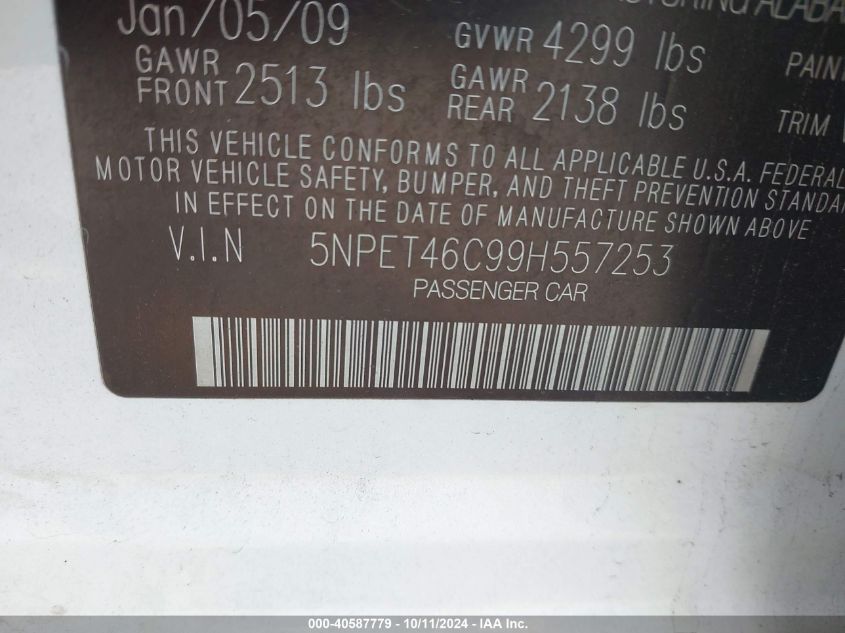 Jan/05/09 GVWR 4299 lbs PAIN
GAWR FRONT 2513 lbs GAWR REAR 2138 lbs TRIM
THIS VEHICLE CONFORMS TO ALL APPLICABLE U.S.A. FEDERAL
MOTOR VEHICLE SAFETY, BUMPER, AND THEFT PREVENTION STANDAR
IN EFFECT ON THE DATE OF MANUFACTURE SHOWN ABOVE
V.I.N 5NPET46C99H557253
PASSENGER CAR
000-40587779 - 10/11/2024 - IAA Inc.